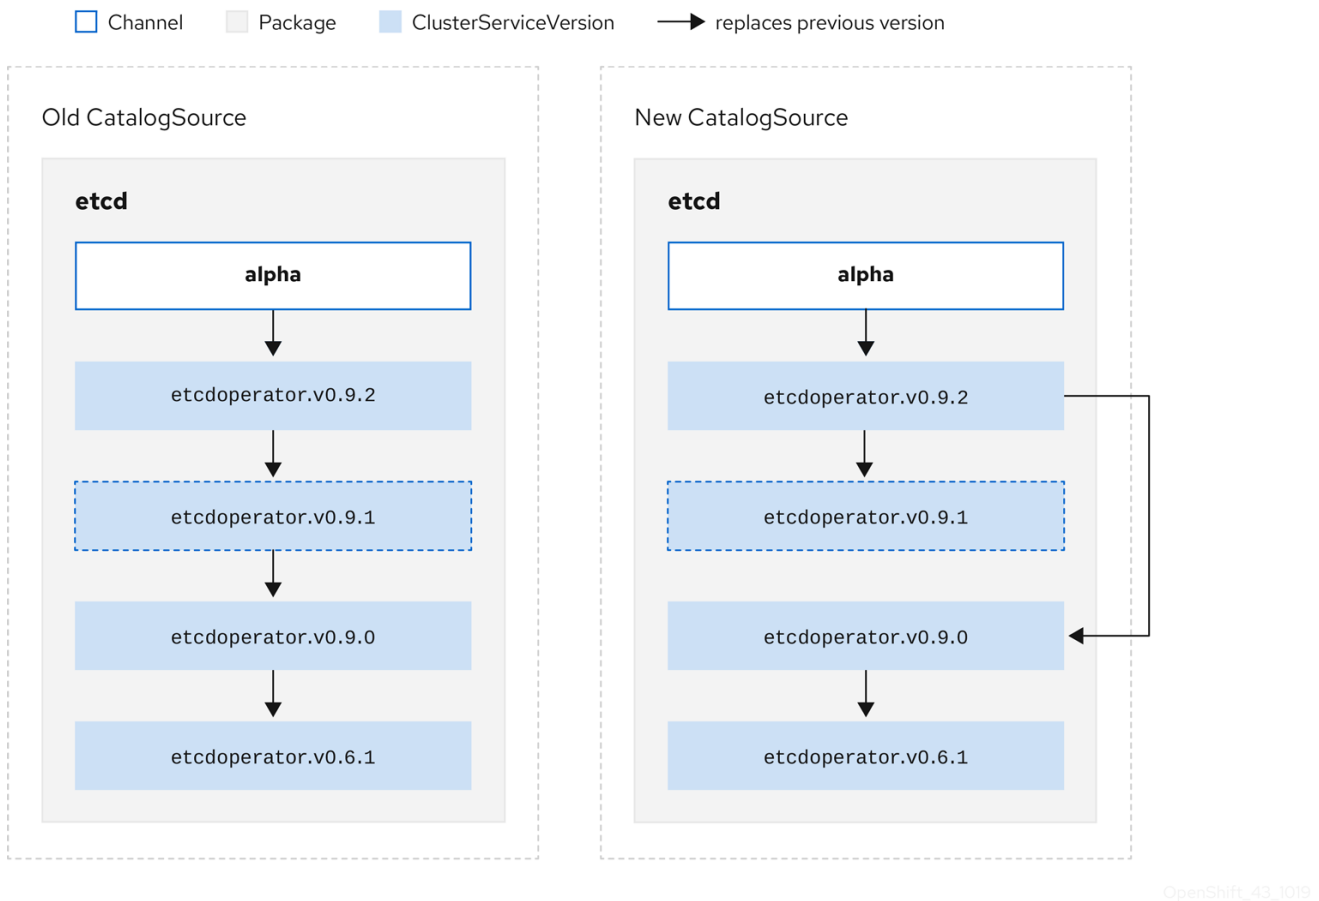 Channel Package ClusterServiceVersion replaces previous version
Old CatalogSource
etcd
alpha
etcdoperator.v0.9.2
etcdoperator.v0.9.1
etcdoperator.v0.9.0
etcdoperator.v0.6.1
New CatalogSource
etcd
alpha
etcdoperator.v0.9.2
etcdoperator.v0.9.1
etcdoperator.v0.9.0
etcdoperator.v0.6.1
OpenShift_43_1019